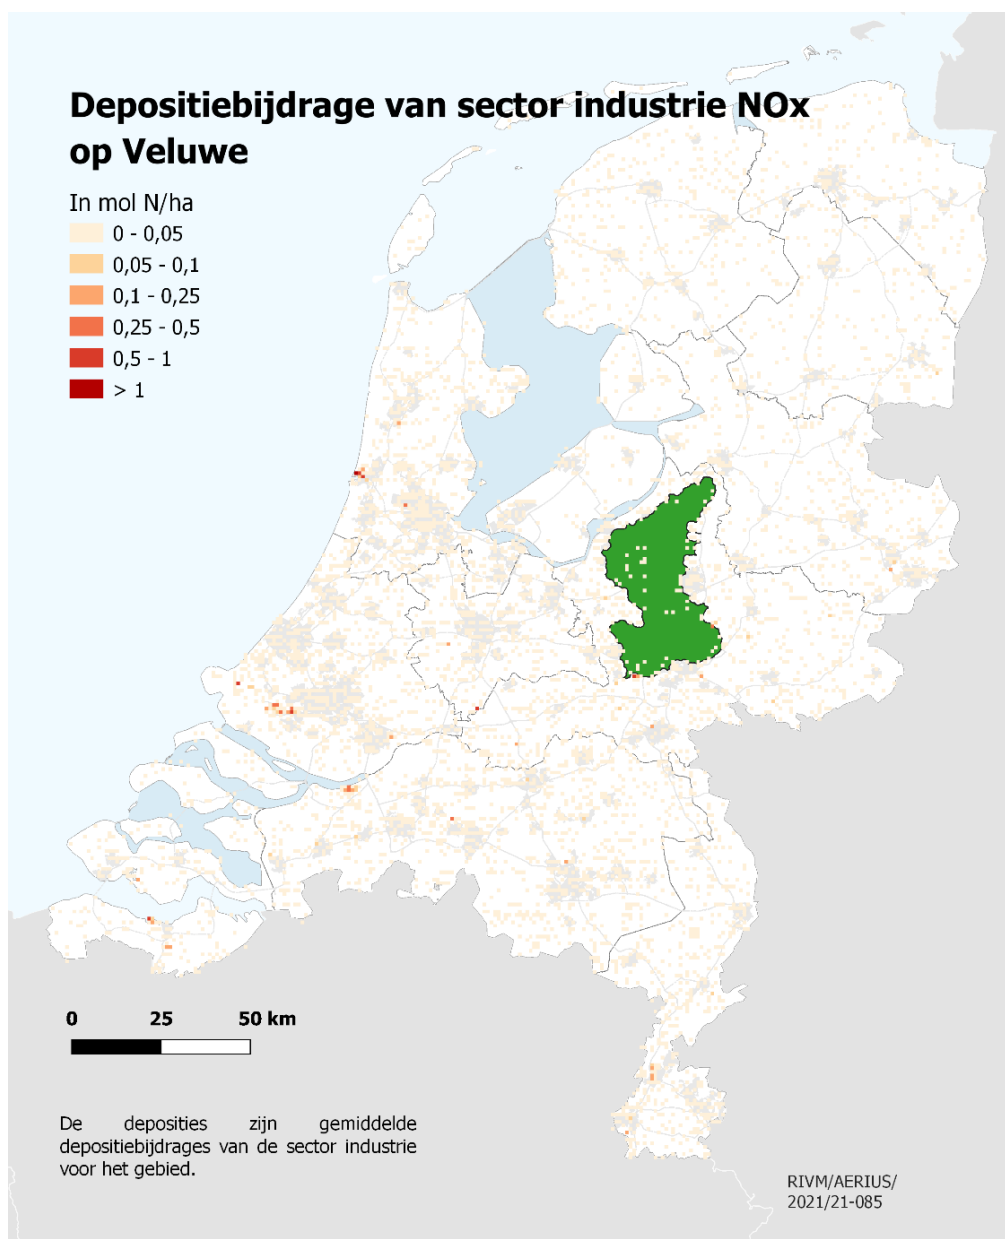 Depositiebijdrage van sector industrie NOx
op Veluwe
In mol N/ha
0 - 0,05
0,05 - 0,1
0,1 - 0,25
0,25 - 0,5
0,5 - 1
> 1
0 25 50 km
De deposities zijn gemiddelde
depositiebijdrages van de sector industrie
voor het gebied.
RIVM/AERIUS/
2021/21-085